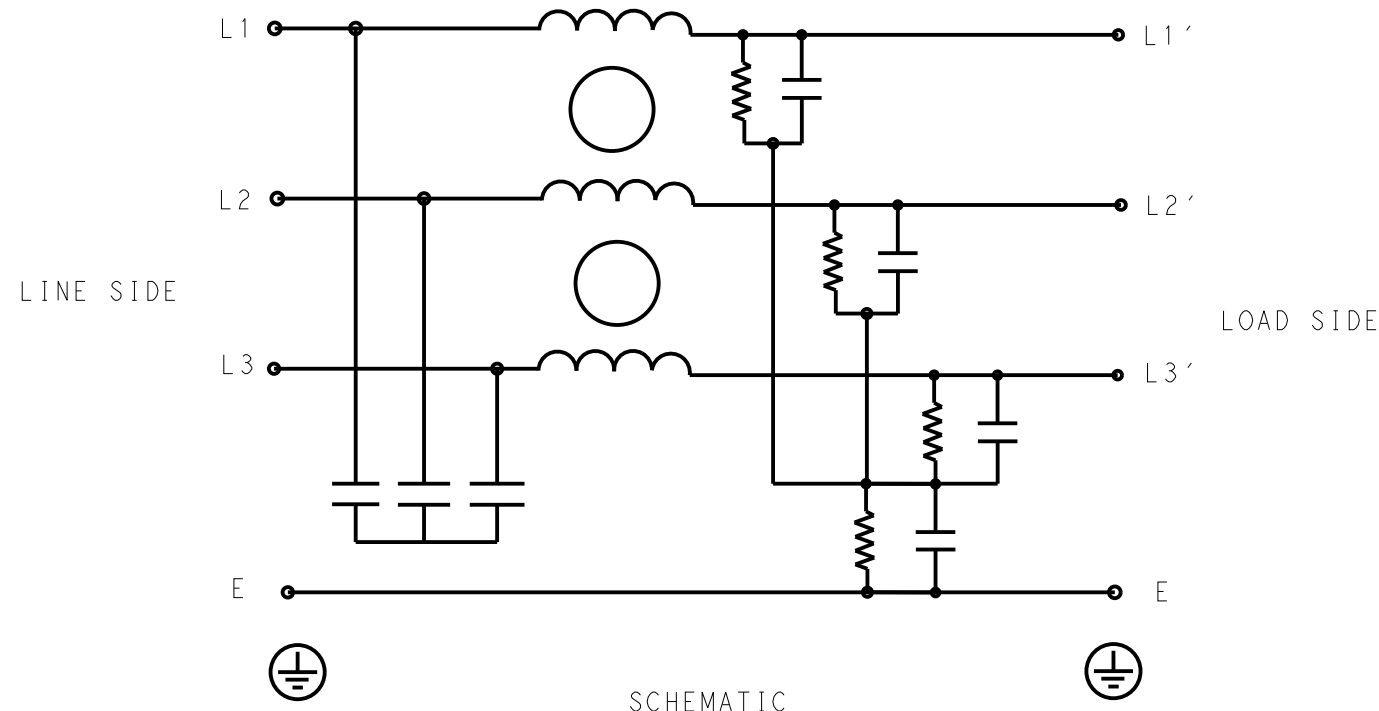 L1
L1′
L2
L2′
LINE SIDE
LOAD SIDE
L3
L3′
E
E
SCHEMATIC